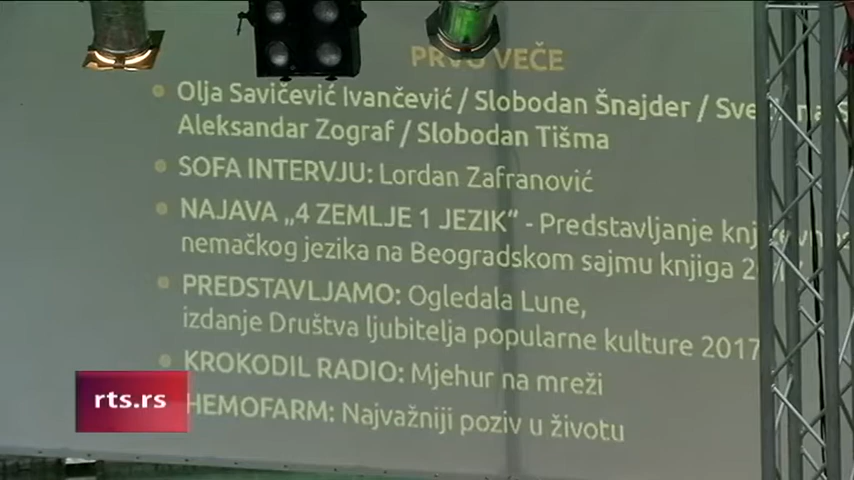 PRVO VEČE
Olja Savičević Ivančević / Slobodan Šnajder /
Aleksandar Zograf / Slobodan Tišma
SOFA INTERVJU: Lordan Zafranović
NAJAVA „4 ZEMLJE 1 JEZIK“ - Predstavljanje
nemačkog jezika na Beogradskom sajmu knjiga
PREDSTAVLJAMO: Ogledala Lune,
izdanje Društva ljubitelja popularne kulture 2017
KROKODIL RADIO: Mjehur na mreži
HEMOFARM: Najvažniji poziv u životu
rts.rs